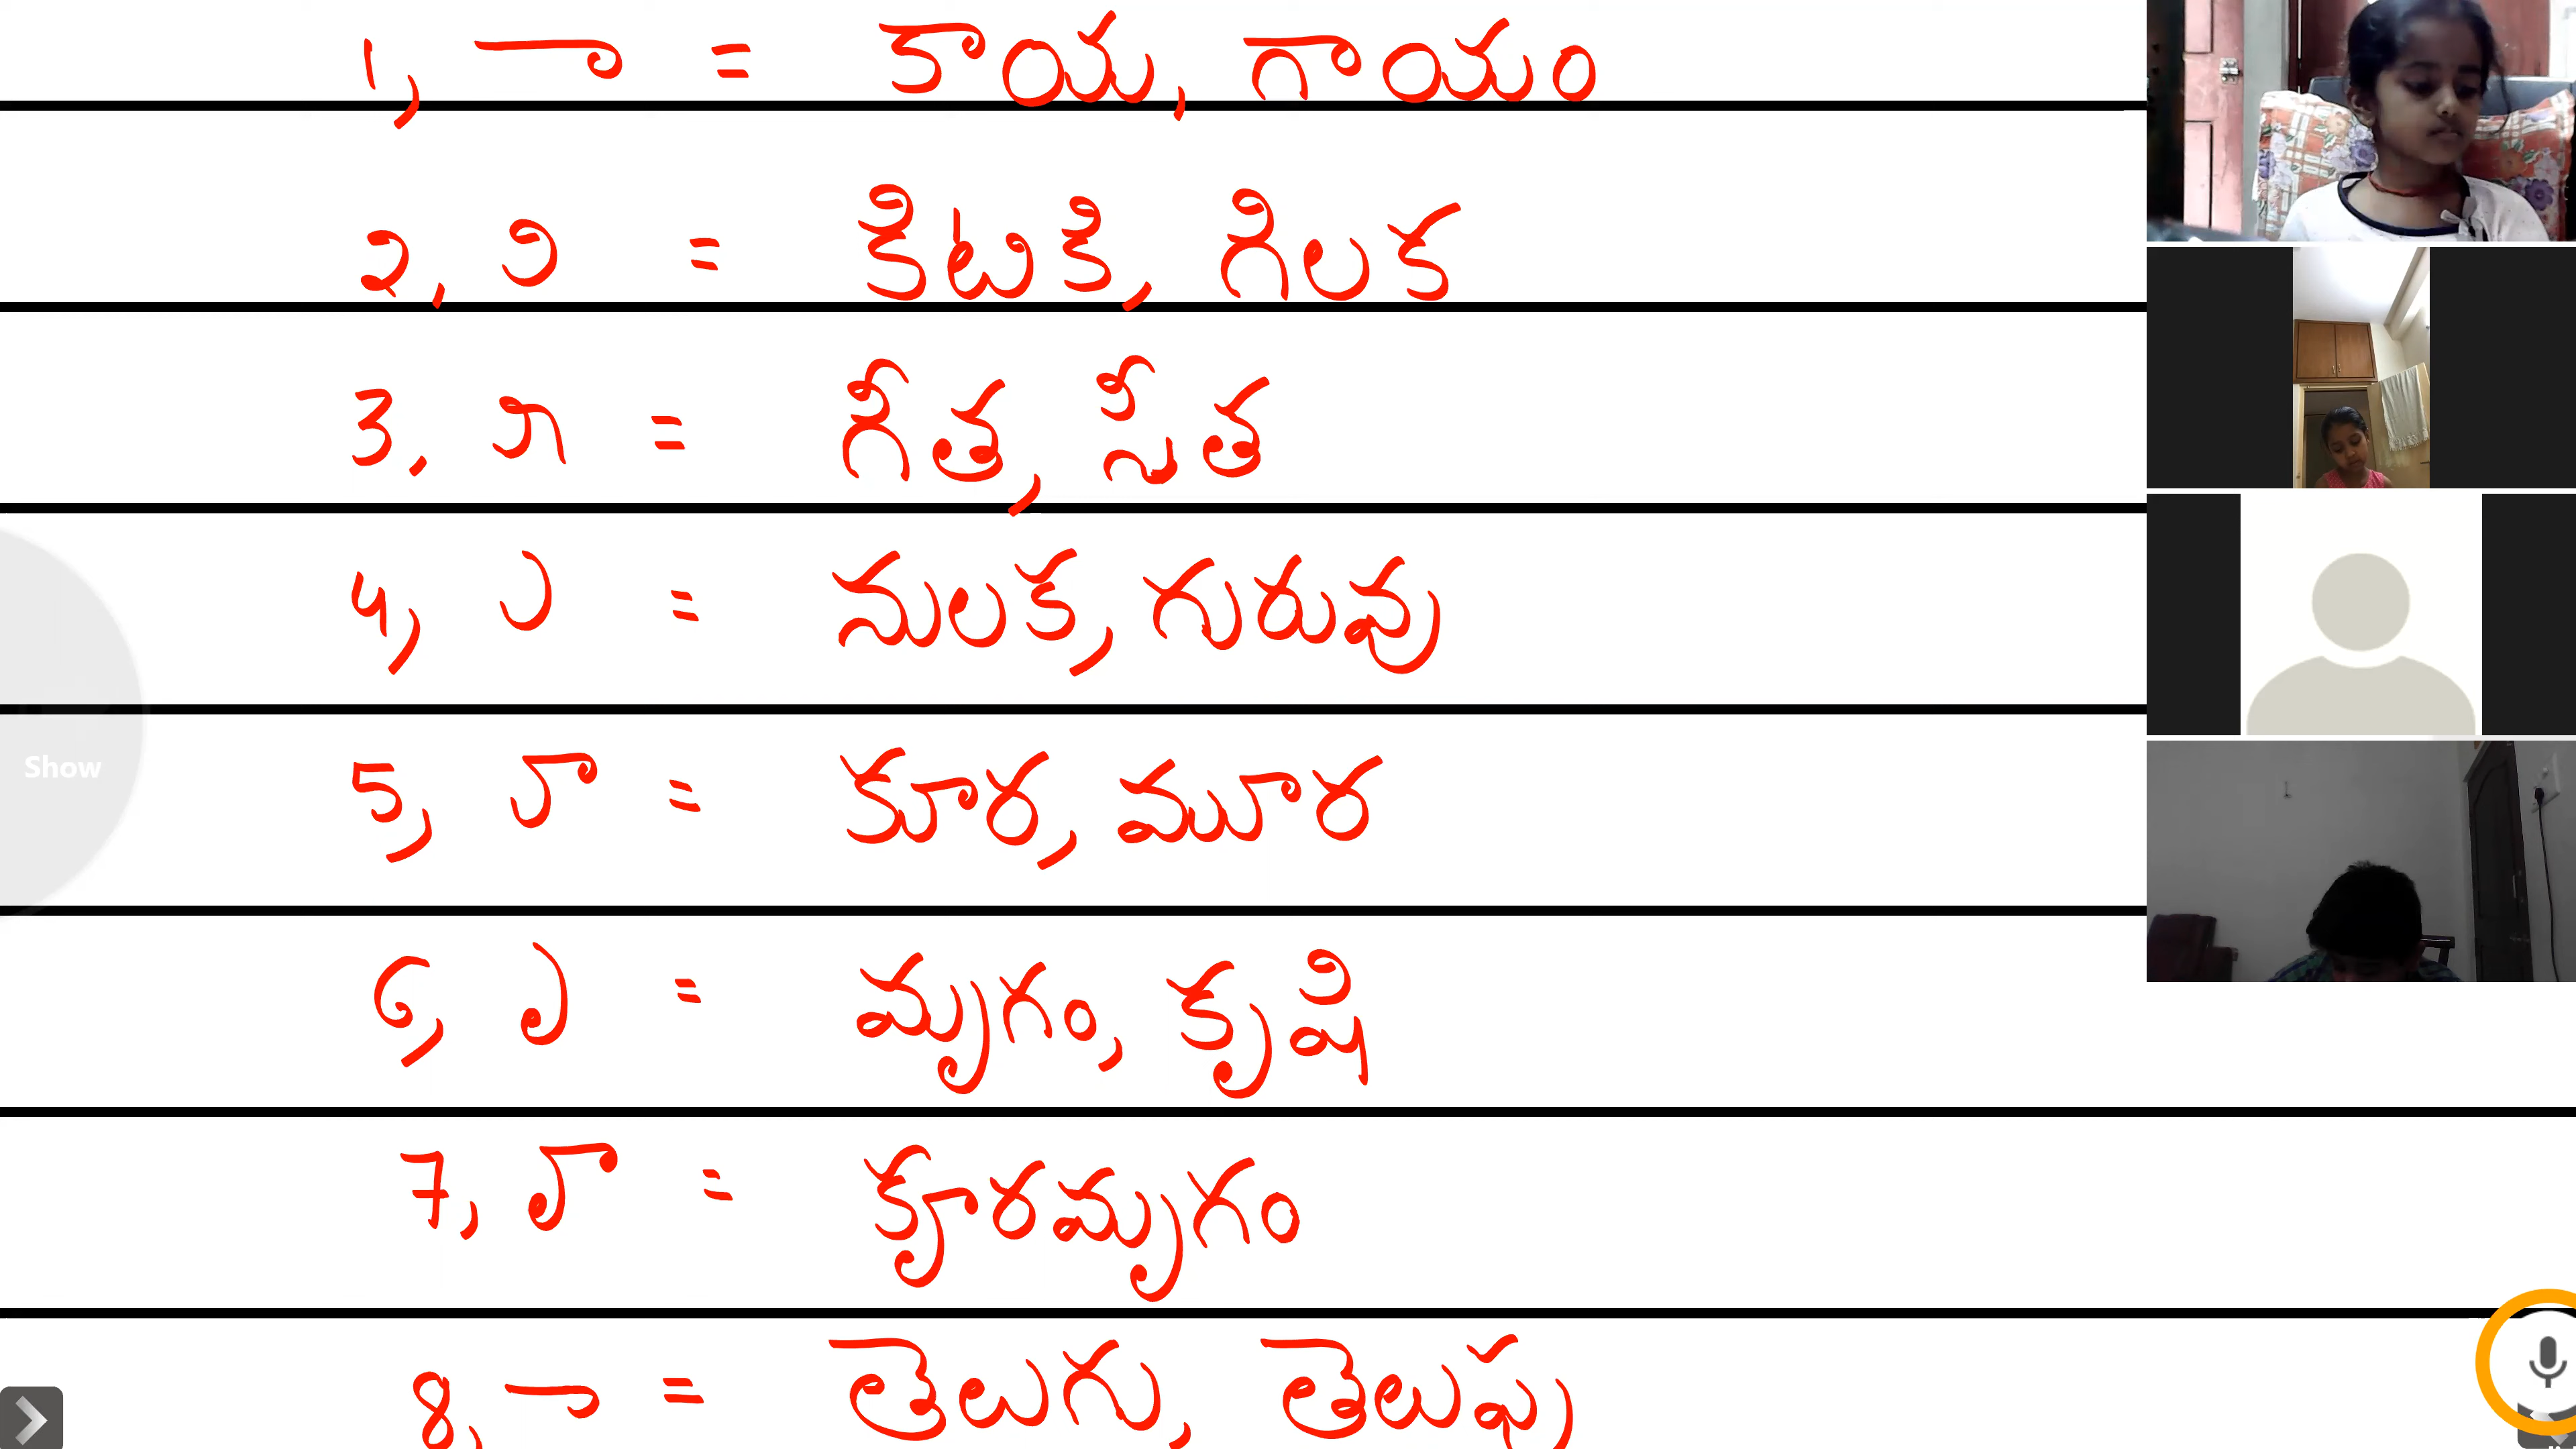 1, ా = కాయ, గాయం
2, ి = కిటికి, గిలక
3, ీ = గీత, సీత
4, ు = నులక, గురువు
Show
5, ూ = కూర, మూర
6, ృ = మృగం, కృషి
7, ౄ = కౄరమృగం
8, ె = తెలుగు, తెలుపు